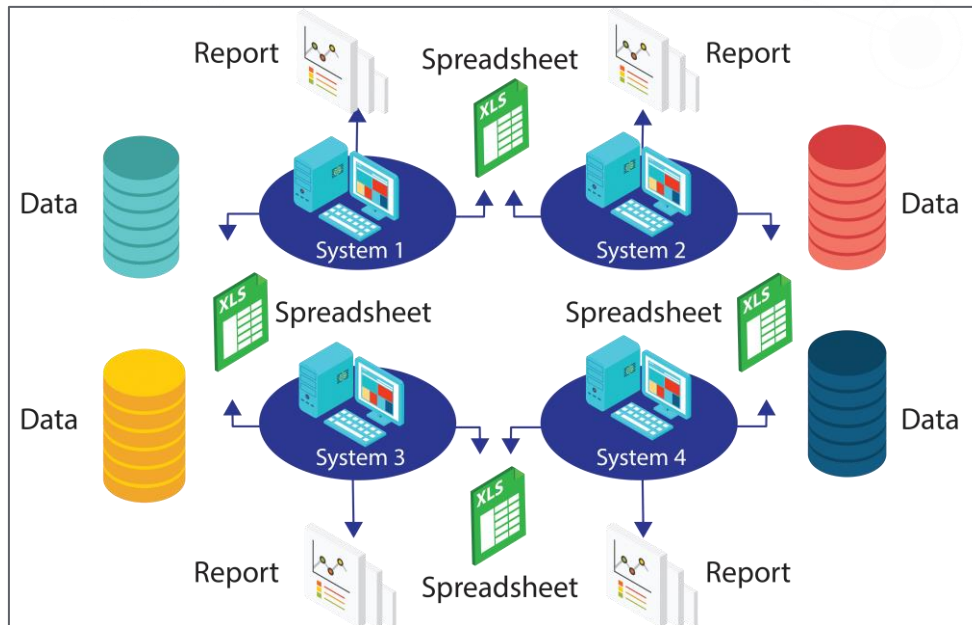 Report
Spreadsheet
Report
XLS
Data
Data
System 1
System 2
XLS
Spreadsheet
Spreadsheet
XLS
Data
Data
System 3
System 4
XLS
Report
Spreadsheet
Report